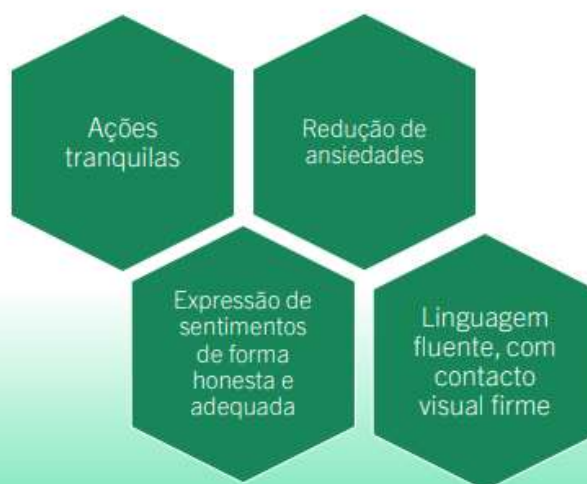 Ações
tranquilas
Redução de
ansiedades
Expressão de
sentimentos
de forma
honesta e
adequada
Linguagem
fluente, com
contacto
visual firme